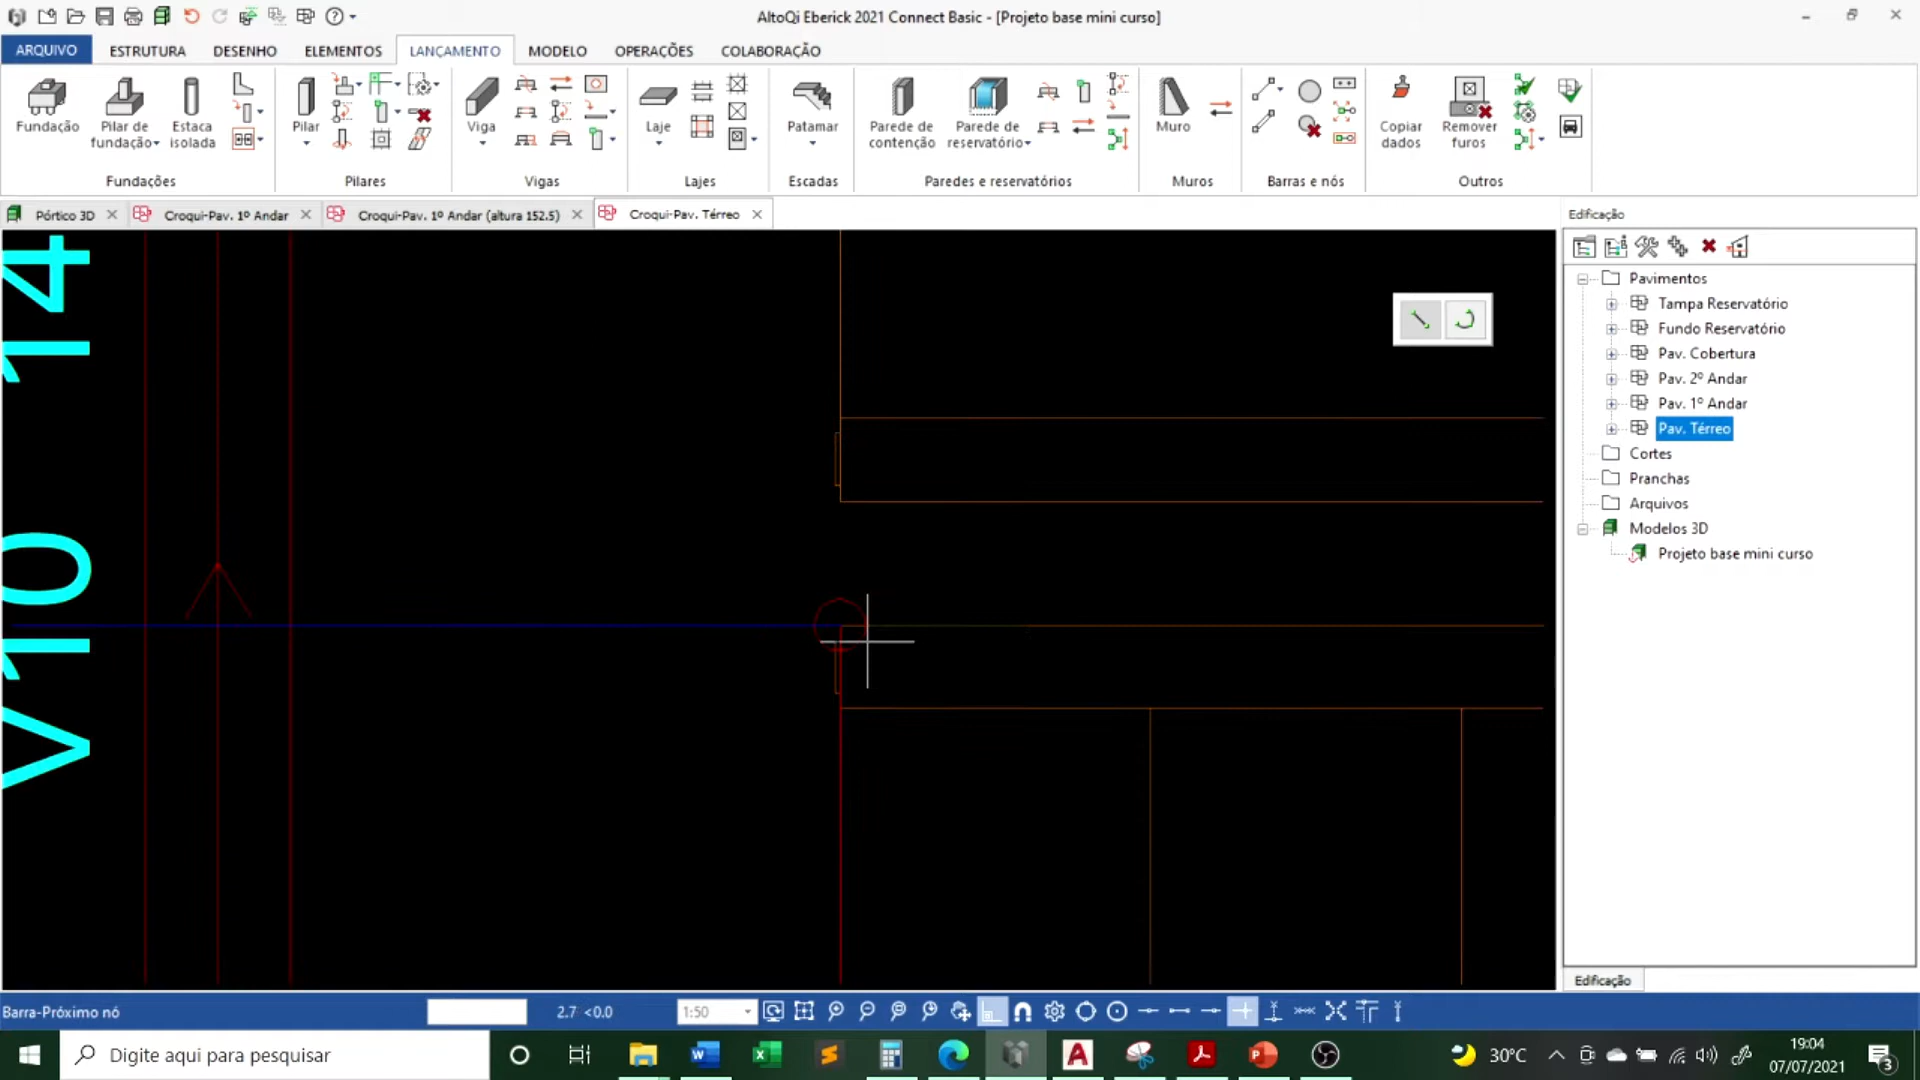 AltoQi Eberick 2021 Connect Basic - [Projeto base mini curso]
ARQUIVO ESTRUTURA DESENHO ELEMENTOS LANÇAMENTO MODELO OPERAÇÕES COLABORAÇÃO
Fundação
Pilar de fundação
Estaca isolada
Fundações
Pilar
Pilares
Viga
Vigas
Laje
Lajes
Patamar
Escadas
Parede de contenção
Parede de reservatório
Paredes e reservatórios
Muro
Muros
Barras e nós
Copiar dados
Remover furos
Outros
Pórtico 3D
Croqui-Pav. 1º Andar
Croqui-Pav. 1º Andar (altura 152.5)
Croqui-Pav. Térreo
V10 14
Edificação
Pavimentos
Tampa Reservatório
Fundo Reservatório
Pav. Cobertura
Pav. 2º Andar
Pav. 1º Andar
Pav. Térreo
Cortes
Pranchas
Arquivos
Modelos 3D
Projeto base mini curso
Edificação
Barra-Próximo nó
2.7 <0.0
1:50
Digite aqui para pesquisar
30°C
19:04
07/07/2021
3